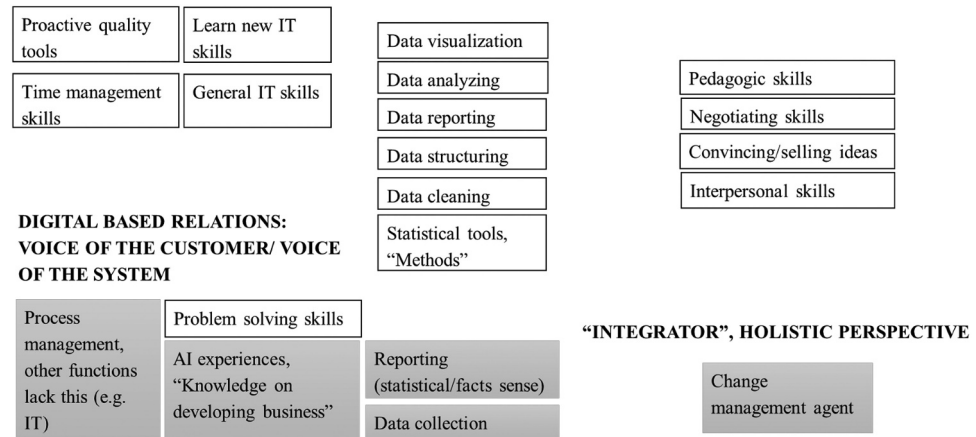 Proactive quality
tools
Learn new IT
skills
Time management
skills
General IT skills
Data visualization
Data analyzing
Data reporting
Data structuring
Data cleaning
Statistical tools,
“Methods”
Pedagogic skills
Negotiating skills
Convincing/selling ideas
Interpersonal skills
DIGITAL BASED RELATIONS:
VOICE OF THE CUSTOMER/ VOICE
OF THE SYSTEM
Process
management,
other functions
lack this (e.g.
IT)
Problem solving skills
AI experiences,
“Knowledge on
developing business”
Reporting
(statistical/facts sense)
Data collection
“INTEGRATOR”, HOLISTIC PERSPECTIVE
Change
management agent